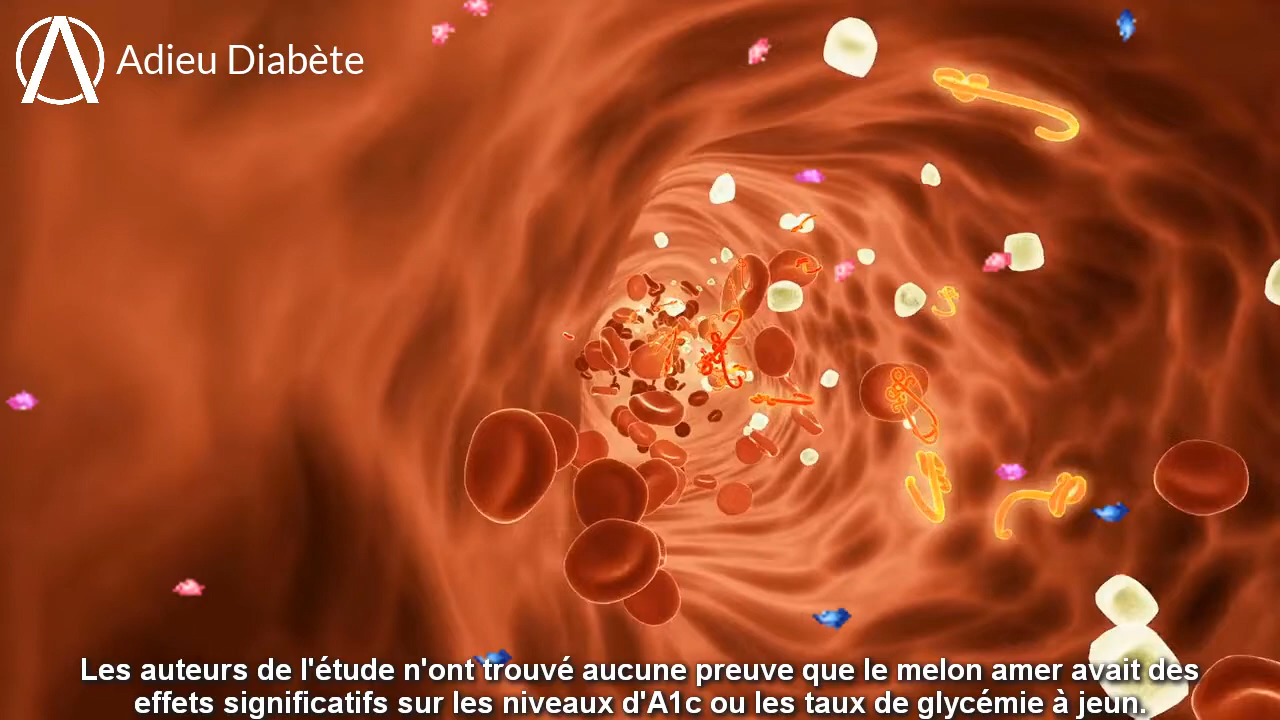 Adieu Diabète
Les auteurs de l'étude n'ont trouvé aucune preuve que le melon amer avait des
effets significatifs sur les niveaux d'A1c ou les taux de glycémie à jeun.